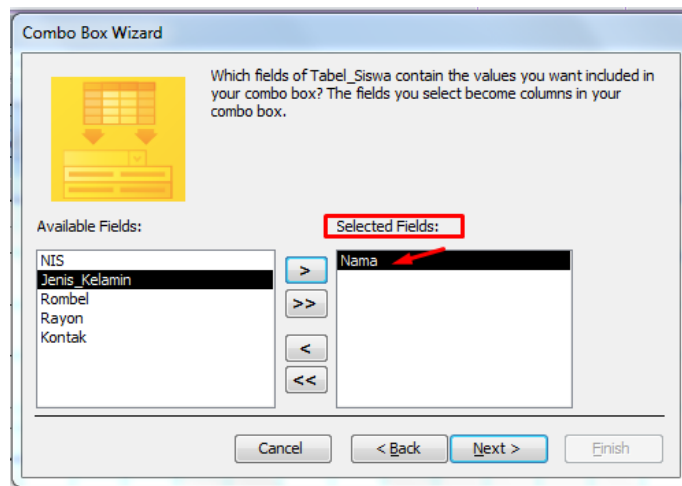 Combo Box Wizard
Which fields of Tabel_Siswa contain the values you want included in
your combo box? The fields you select become columns in your
combo box.
Available Fields:
Selected Fields:
NIS
Jenis_Kelamin
Rombel
Rayon
Kontak
>
>>
<
<<
Nama
Cancel
< Back
Next >
Finish